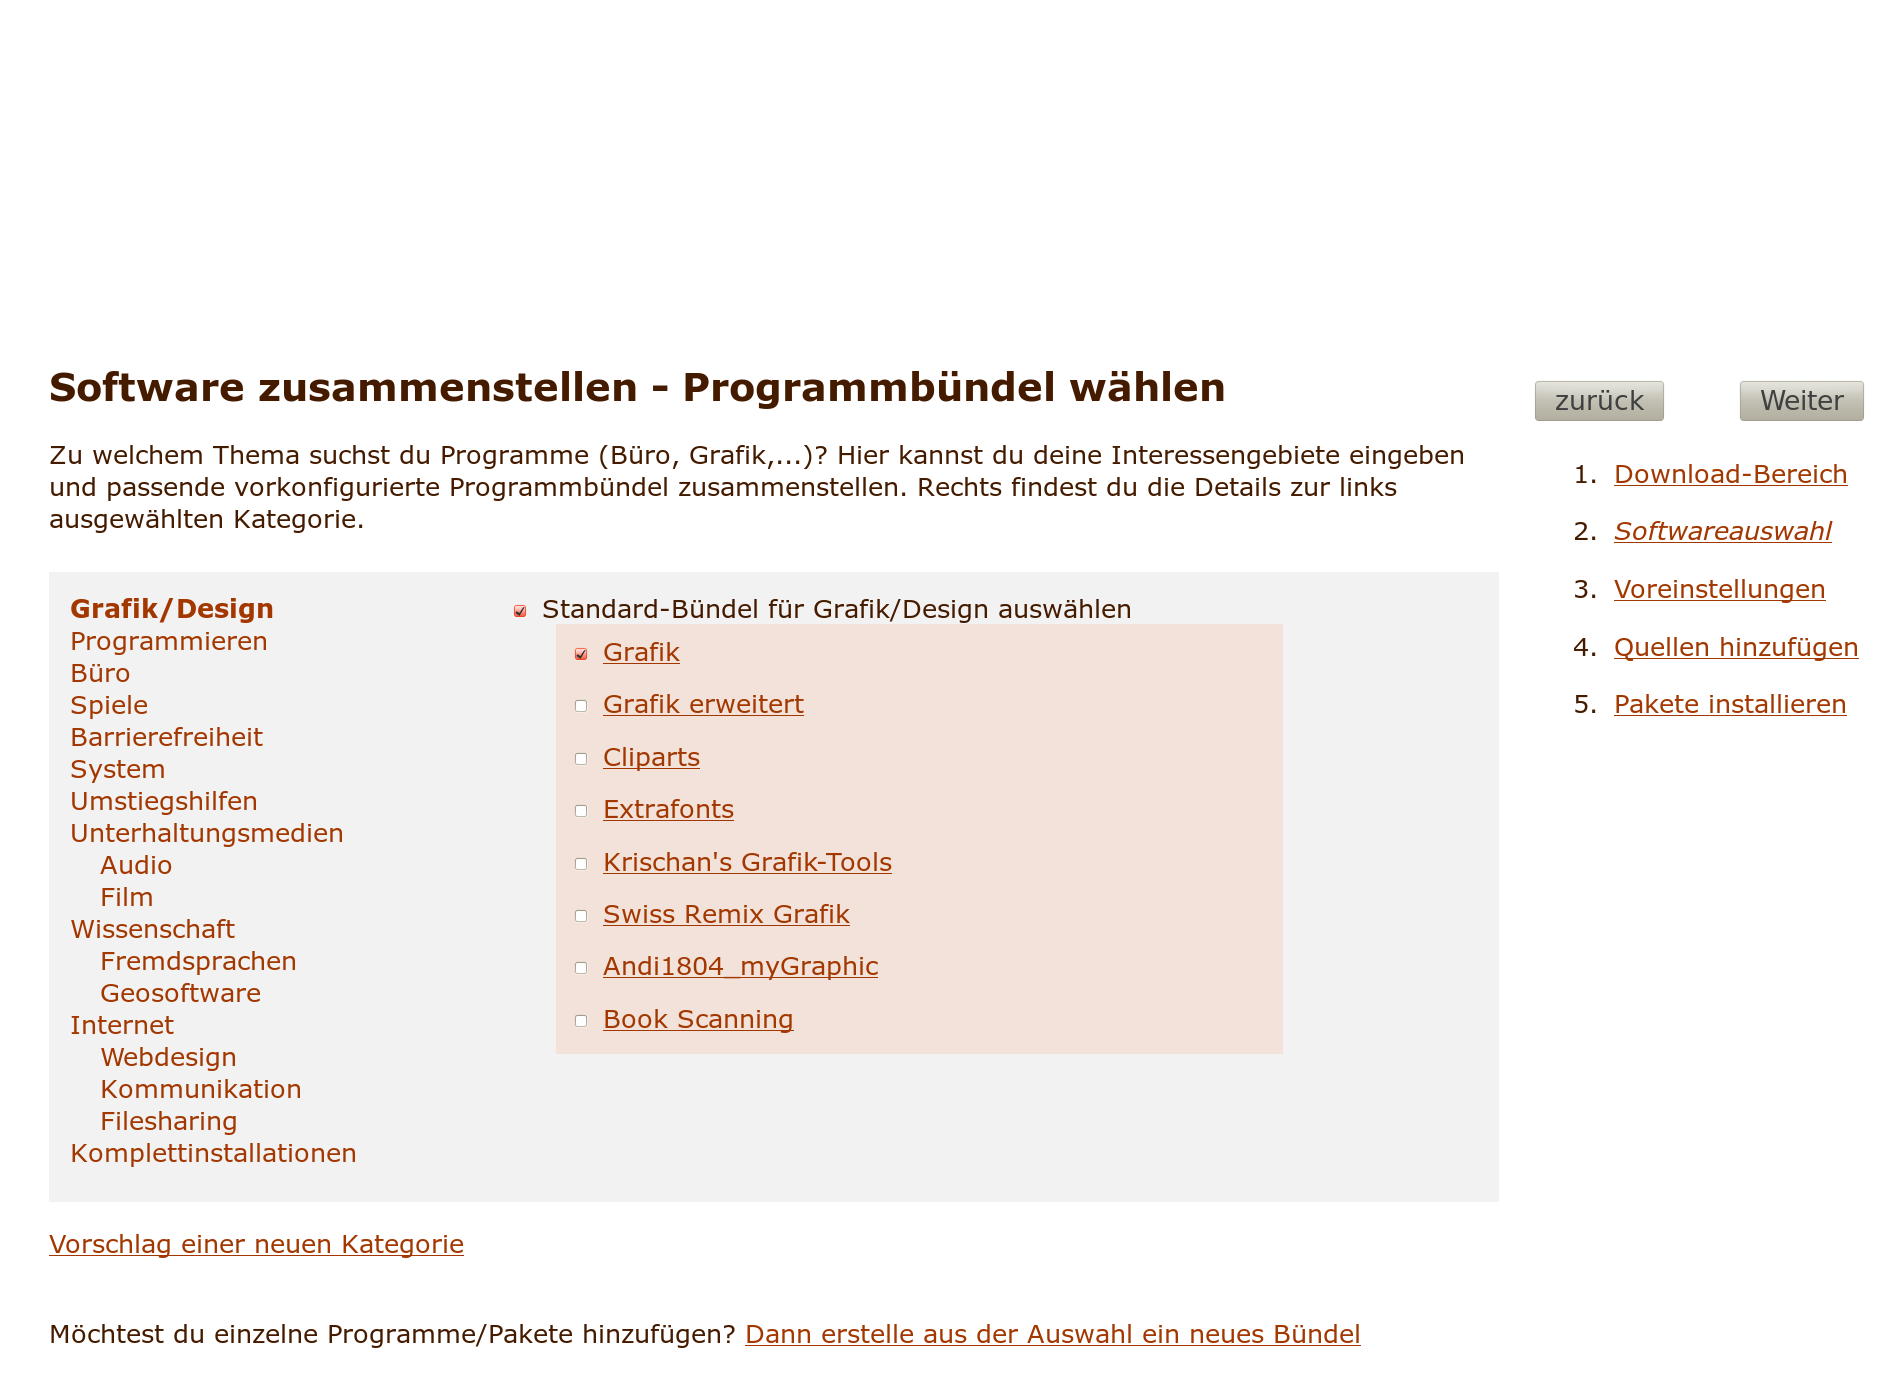 Software zusammenstellen – Programmbündel wählen
zurück
Weiter
Zu welchem Thema suchst du Programme (Büro, Grafik,...)? Hier kannst du deine Interessengebiete eingeben
und passende vorkonfigurierte Programmbündel zusammenstellen. Rechts findest du die Details zur links
ausgewählten Kategorie.
1. Download-Bereich
2. Softwareauswahl
3. Voreinstellungen
4. Quellen hinzufügen
5. Pakete installieren
Grafik/Design
Programmieren
Büro
Spiele
Barrierefreiheit
System
Umstiegshilfen
Unterhaltungsmedien
Audio
Film
Wissenschaft
Fremdsprachen
Geosoftware
Internet
Webdesign
Kommunikation
Filesharing
Komplettinstallationen
Standard-Bündel für Grafik/Design auswählen
Grafik
Grafik erweitert
Cliparts
Extrafonts
Krischan's Grafik-Tools
Swiss Remix Grafik
Andi1804_myGraphic
Book Scanning
Vorschlag einer neuen Kategorie
Möchtest du einzelne Programme/Pakete hinzufügen? Dann erstelle aus der Auswahl ein neues Bündel